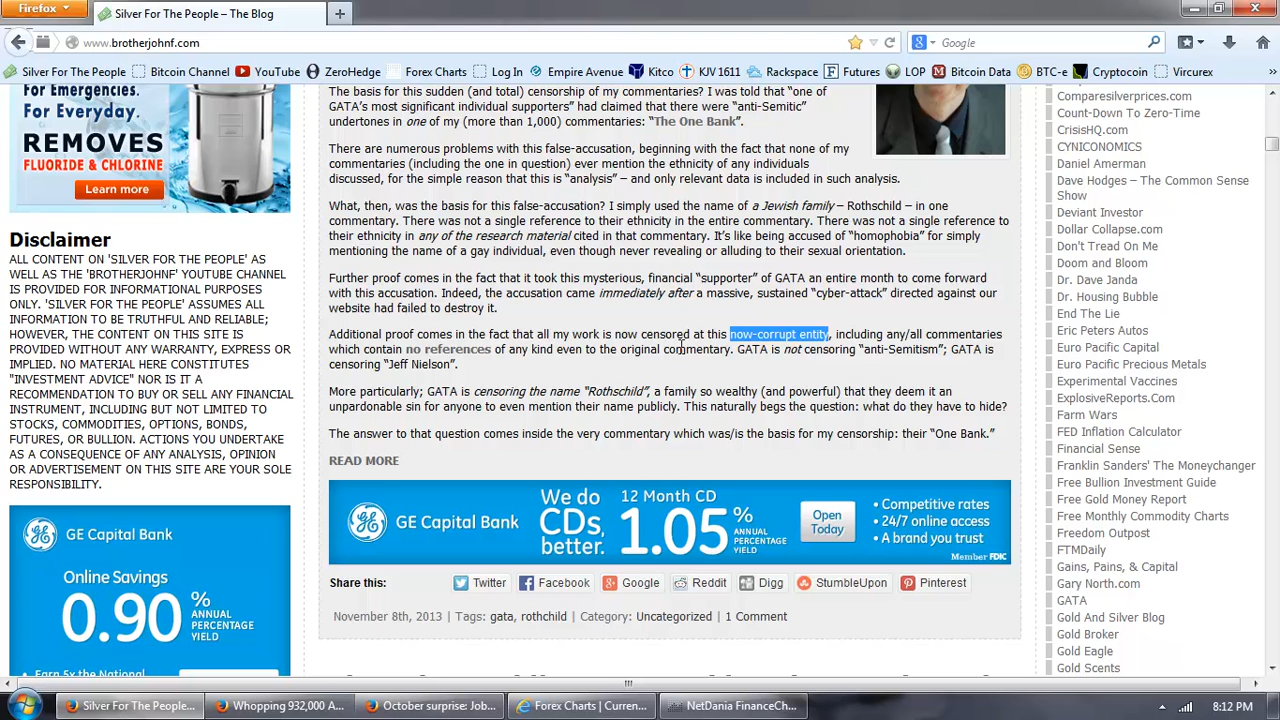 Firefox
Silver For The People – The Blog
www.brotherjohnf.com
Google
Silver For The People
Bitcoin Channel
YouTube
ZeroHedge
Forex Charts
Log In
Empire Avenue
Kitco
KJV 1611
Rackspace
Futures
LOP
Bitcoin Data
BTC-e
Cryptocoin
Vircurex
For Emergencies.
For Everyday.
REMOVES
FLUORIDE & CHLORINE
Learn more
Disclaimer
ALL CONTENT ON 'SILVER FOR THE PEOPLE' AS
WELL AS THE 'BROTHERJOHNF' YOUTUBE CHANNEL
IS PROVIDED FOR INFORMATIONAL PURPOSES
ONLY. 'SILVER FOR THE PEOPLE' ASSUMES ALL
INFORMATION TO BE TRUTHFUL AND RELIABLE;
HOWEVER, THE CONTENT ON THIS SITE IS
PROVIDED WITHOUT ANY WARRANTY, EXPRESS OR
IMPLIED. NO MATERIAL HERE CONSTITUTES
"INVESTMENT ADVICE" NOR IS IT A
RECOMMENDATION TO BUY OR SELL ANY FINANCIAL
INSTRUMENT, INCLUDING BUT NOT LIMITED TO
STOCKS, COMMODITIES, OPTIONS, BONDS,
FUTURES, OR BULLION. ACTIONS YOU UNDERTAKE
AS A CONSEQUENCE OF ANY ANALYSIS, OPINION
OR ADVERTISEMENT ON THIS SITE ARE YOUR SOLE
RESPONSIBILITY.
GE Capital Bank
Online Savings
0.90 %
ANNUAL
PERCENTAGE
YIELD
Earn 5x the National
The basis for this sudden (and total) censorship of my commentaries? I was told that “one of
GATA’s most significant individual supporters” had claimed that there were “anti-Semitic”
undertones in one of my (more than 1,000) commentaries: “The One Bank”.
There are numerous problems with this false-accusation, beginning with the fact that none of my
commentaries (including the one in question) ever mention the ethnicity of any individuals
discussed, for the simple reason that this is “analysis” – and only relevant data is included in such analysis.
What, then, was the basis for this false-accusation? I simply used the name of a Jewish family – Rothschild – in one
commentary. There was not a single reference to their ethnicity in the entire commentary. There was not a single reference to
their ethnicity in any of the research material cited in that commentary. It’s like being accused of “homophobia” for simply
mentioning the name of a gay individual, even though never revealing or alluding to their sexual orientation.
Further proof comes in the fact that it took this mysterious, financial “supporter” of GATA an entire month to come forward
with this accusation. Indeed, the accusation came immediately after a massive, sustained “cyber-attack” directed against our
website had failed to destroy it.
Additional proof comes in the fact that all my work is now censored at this now-corrupt entity, including any/all commentaries
which contain no references of any kind even to the original commentary. GATA is not censoring “anti-Semitism”; GATA is
censoring “Jeff Nielson”.
More particularly; GATA is censoring the name “Rothschild”, a family so wealthy (and powerful) that they deem it an
unpardonable sin for anyone to even mention their name publicly. This naturally begs the question: what do they have to hide?
The answer to that question comes inside the very commentary which was/is the basis for my censorship: their “One Bank.”
READ MORE
GE Capital Bank
We do
CDs,
better.
12 Month CD
1.05 %
ANNUAL
PERCENTAGE
YIELD
Open
Today
• Competitive rates
• 24/7 online access
• A brand you trust
Member FDIC
Share this:
Twitter
Facebook
Google
Reddit
Digg
StumbleUpon
Pinterest
November 8th, 2013 | Tags: gata, rothchild | Category: Uncategorized | 1 Comment
Comparesilverprices.com
Count-Down To Zero-Time
CrisisHQ.com
CYNICONOMICS
Daniel Amerman
Dave Hodges – The Common Sense
Show
Deviant Investor
Dollar Collapse.com
Don't Tread On Me
Doom and Bloom
Dr. Dave Janda
Dr. Housing Bubble
End The Lie
Eric Peters Autos
Euro Pacific Capital
Euro Pacific Precious Metals
Experimental Vaccines
ExplosiveReports.Com
Farm Wars
FED Inflation Calculator
Financial Sense
Franklin Sanders' The Moneychanger
Free Bullion Investment Guide
Free Gold Money Report
Free Monthly Commodity Charts
Freedom Outpost
FTMDaily
Gains, Pains, & Capital
Gary North.com
GATA
Gold And Silver Blog
Gold Broker
Gold Eagle
Gold Scents
Silver For The People...
Whopping 932,000 A...
October surprise: Job...
Forex Charts | Curren...
NetDania FinanceCh...
8:12 PM